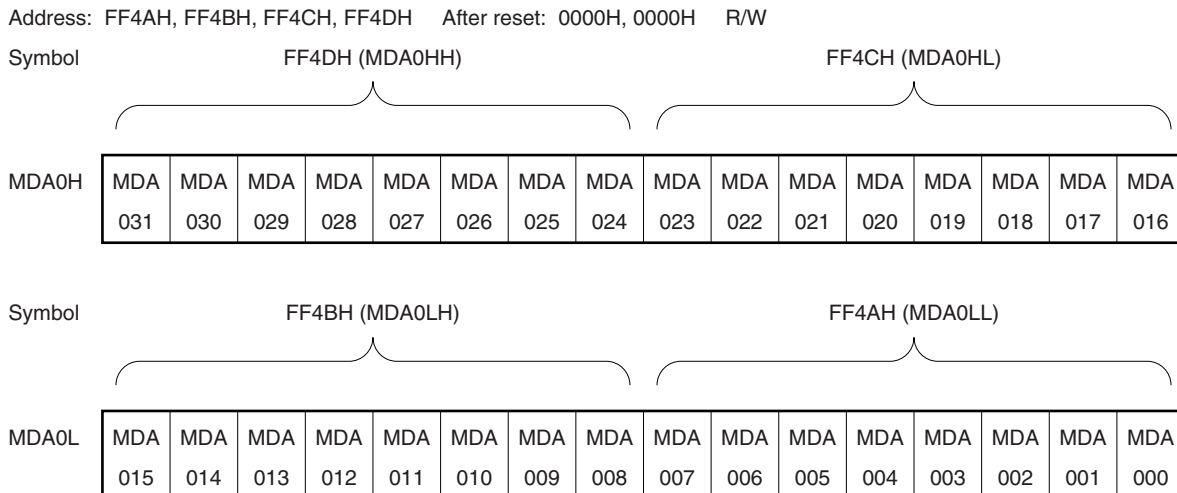 Address: FF4AH, FF4BH, FF4CH, FF4DH After reset: 0000H, 0000H R/W
Symbol FF4DH (MDA0HH) FF4CH (MDA0HL)
MDA0H MDA MDA MDA MDA MDA MDA MDA MDA MDA MDA MDA MDA MDA MDA MDA MDA
031 030 029 028 027 026 025 024 023 022 021 020 019 018 017 016
Symbol FF4BH (MDA0LH) FF4AH (MDA0LL)
MDA0L MDA MDA MDA MDA MDA MDA MDA MDA MDA MDA MDA MDA MDA MDA MDA MDA
015 014 013 012 011 010 009 008 007 006 005 004 003 002 001 000